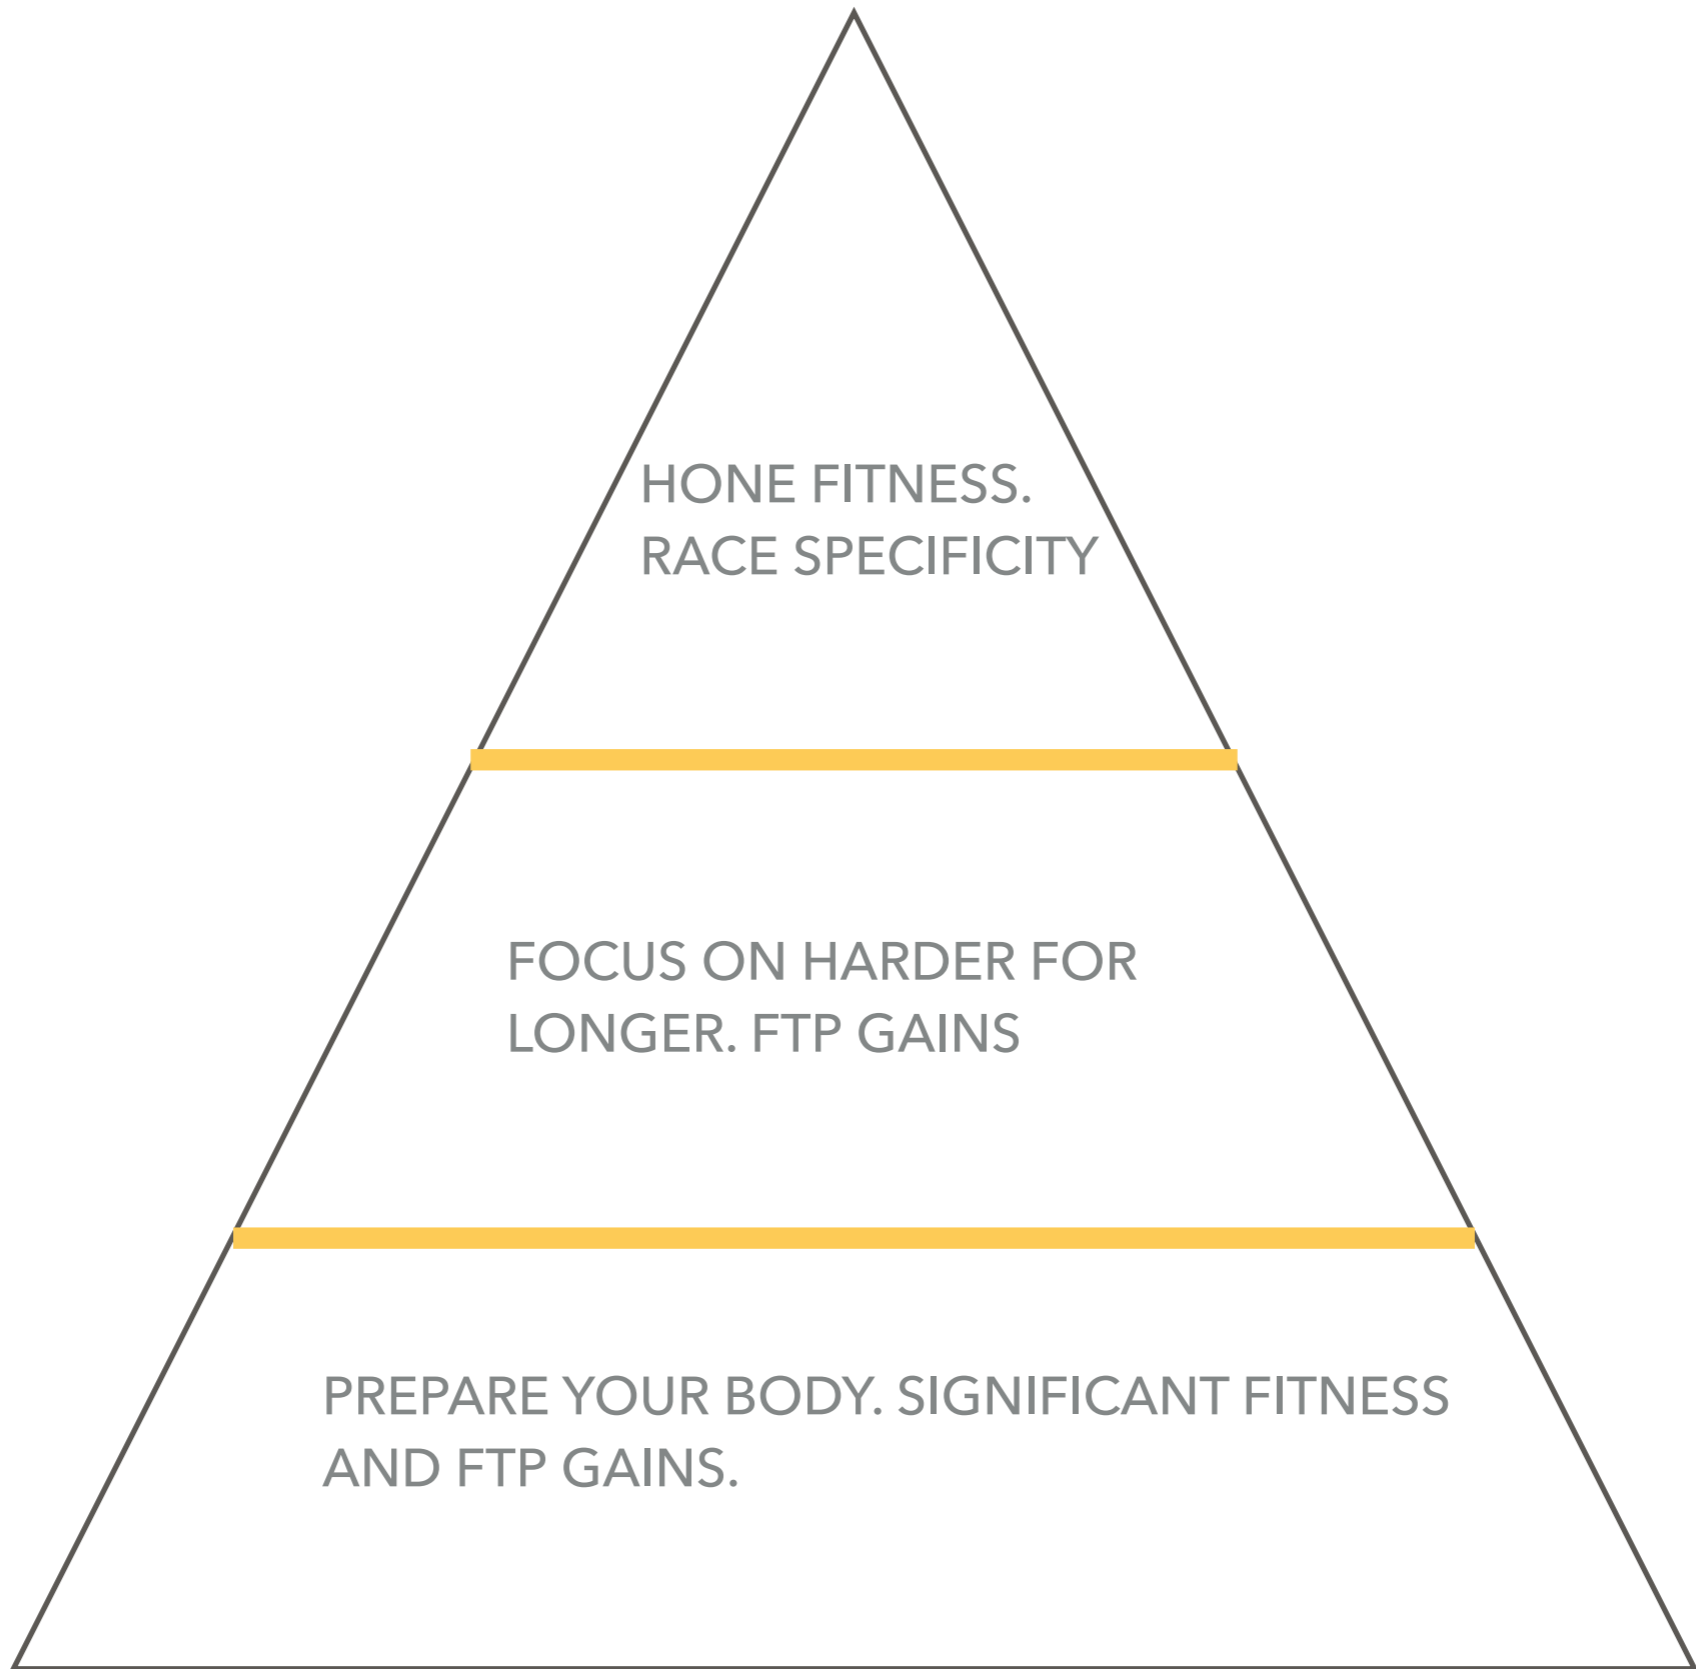 HONE FITNESS.
RACE SPECIFICITY
FOCUS ON HARDER FOR
LONGER. FTP GAINS
PREPARE YOUR BODY. SIGNIFICANT FITNESS
AND FTP GAINS.